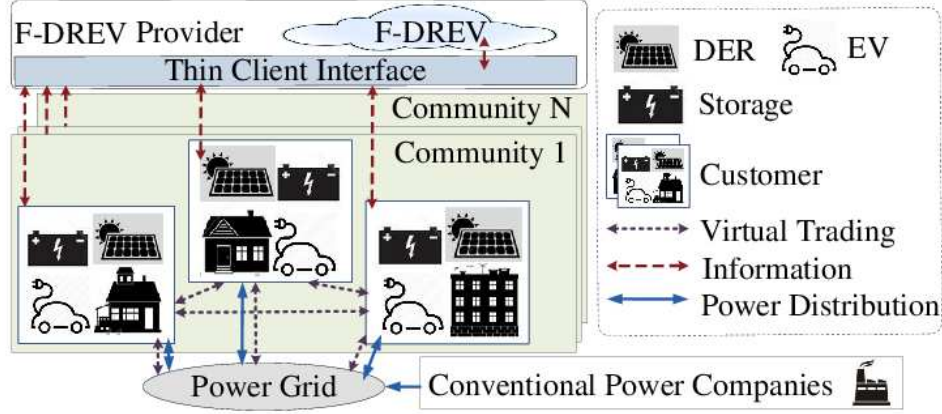 F-DREV Provider
F-DREV
Thin Client Interface
Community N
Community 1
Power Grid
Conventional Power Companies
DER
EV
Storage
Customer
Virtual Trading
Information
Power Distribution